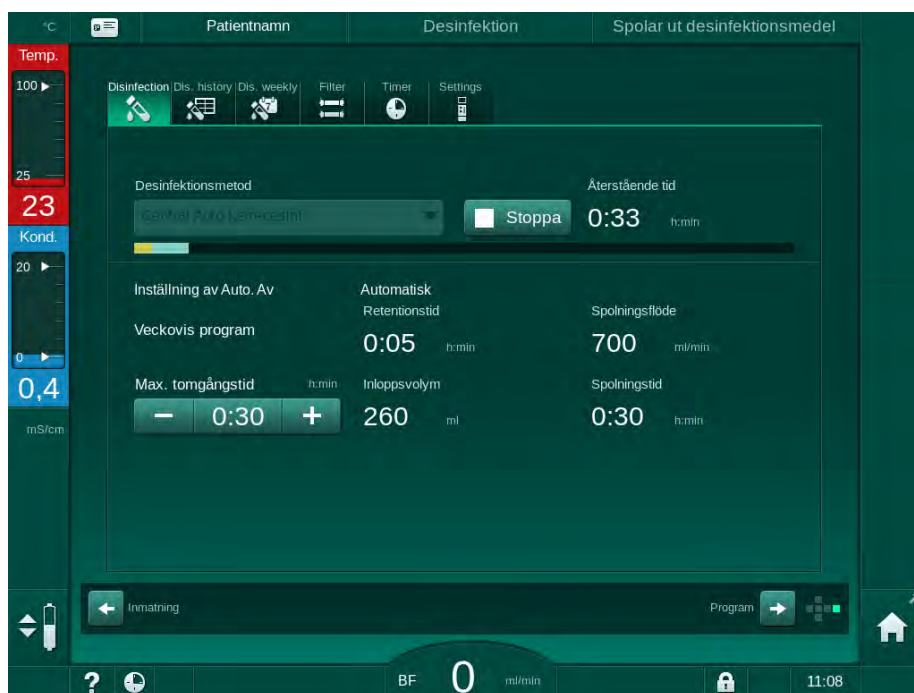 °C Patientnamn Desinfektion Spolar ut desinfektionsmedel
Temp.
100
25
23
Kond.
20
0
0,4
mS/cm
Disinfection Dis. history Dis. weekly Filter Timer Settings
7
Desinfektionsmetod Återstående tid
Stoppa 0:33 h:min
Inställning av Auto. Av Automatisk
Retentionstid Spolningsflöde
Veckovis program
0:05 h:min 700 ml/min
Max. tomgångstid h:min Inloppsvolym Spolningstid
0:30 260 ml 0:30 h:min
Inmatning Program
? BF 0 ml/min 11:08